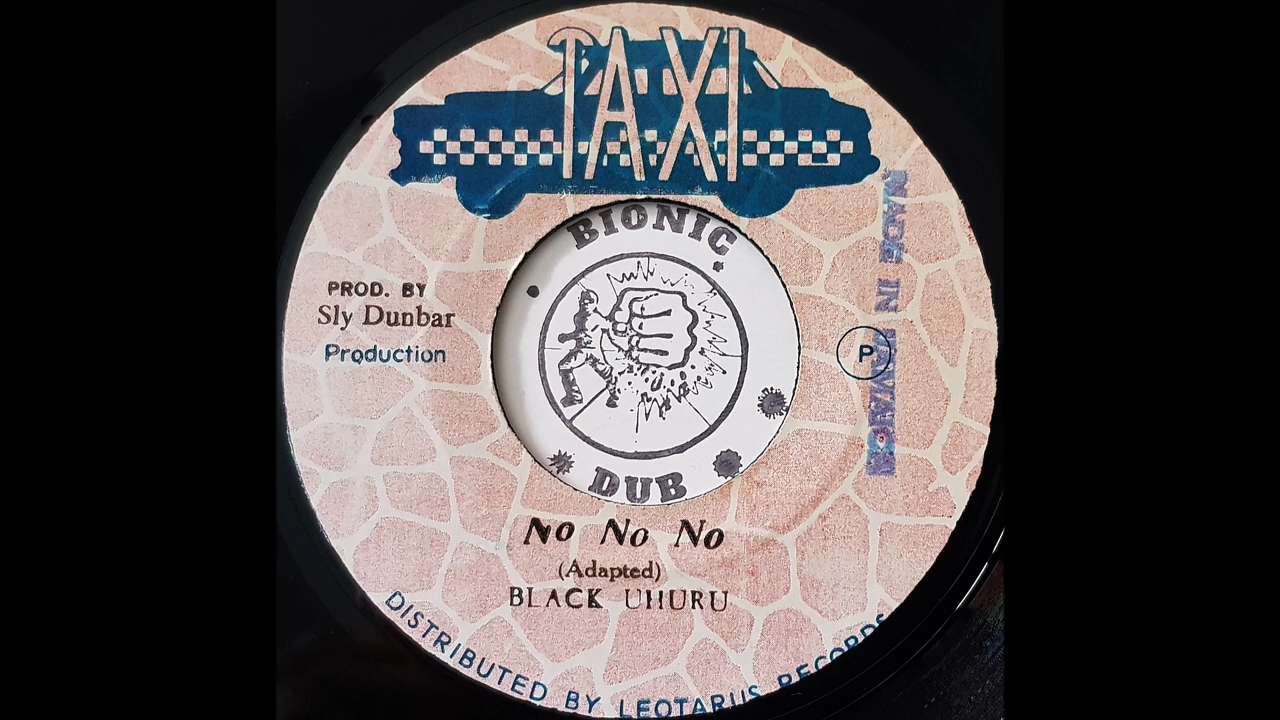 TAXI
BIONIC
DUB
PROD. BY
Sly Dunbar
Production
MADE IN JAMAICA
P
No No No
(Adapted)
BLACK UHURU
DISTRIBUTED BY LEOTARUS RECORDS